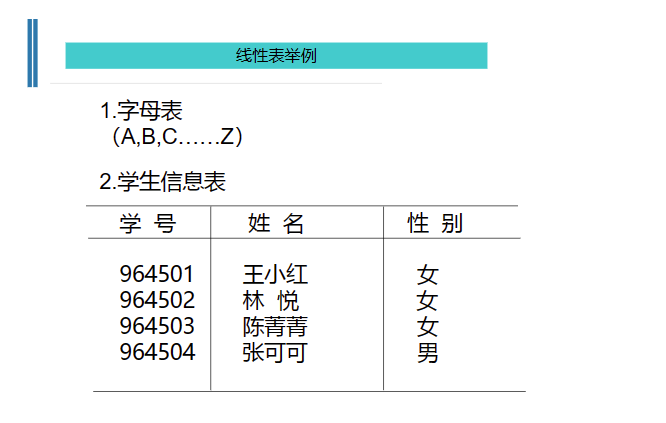 线性表举例
1.字母表
（A,B,C……Z）
2.学生信息表
学 号 姓 名 性 别
964501 王小红 女
964502 林 悦 女
964503 陈菁菁 女
964504 张可可 男